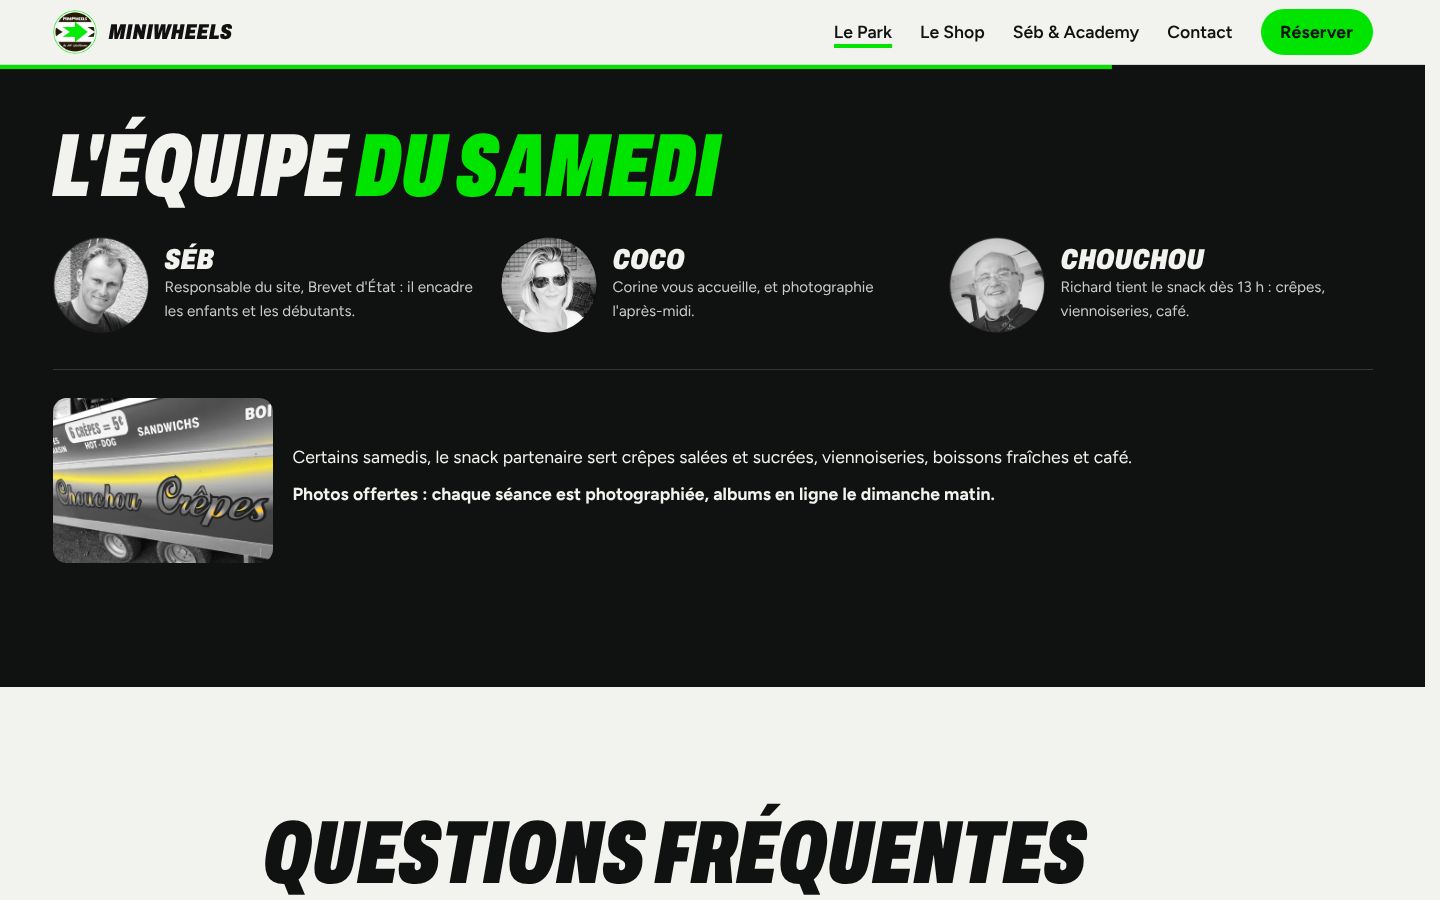 MINIWHEELS
Le Park
Le Shop
Séb & Academy
Contact
Réserver
L'ÉQUIPE DU SAMEDI
SÉB
Responsable du site, Brevet d'État : il encadre
les enfants et les débutants.
COCO
Corine vous accueille, et photographie
l'après-midi.
CHOUCHOU
Richard tient le snack dès 13 h : crêpes,
viennoiseries, café.
6 CRÊPES = 5€
HOT-DOG
SANDWICHS
Chouchou Crêpes
Certains samedis, le snack partenaire sert crêpes salées et sucrées, viennoiseries, boissons fraîches et café.
Photos offertes : chaque séance est photographiée, albums en ligne le dimanche matin.
QUESTIONS FRÉQUENTES